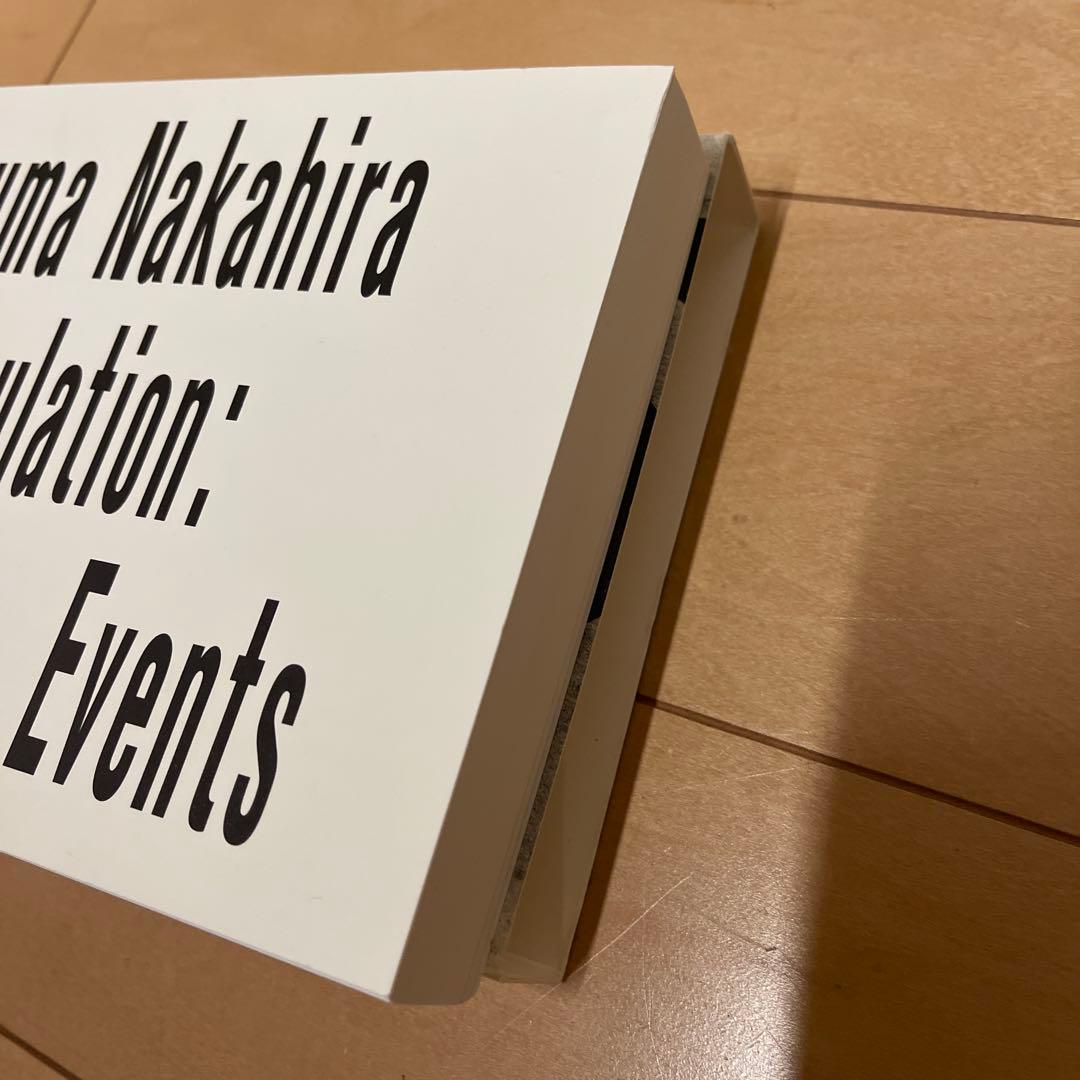 uma Nakahira
ulation:
Events